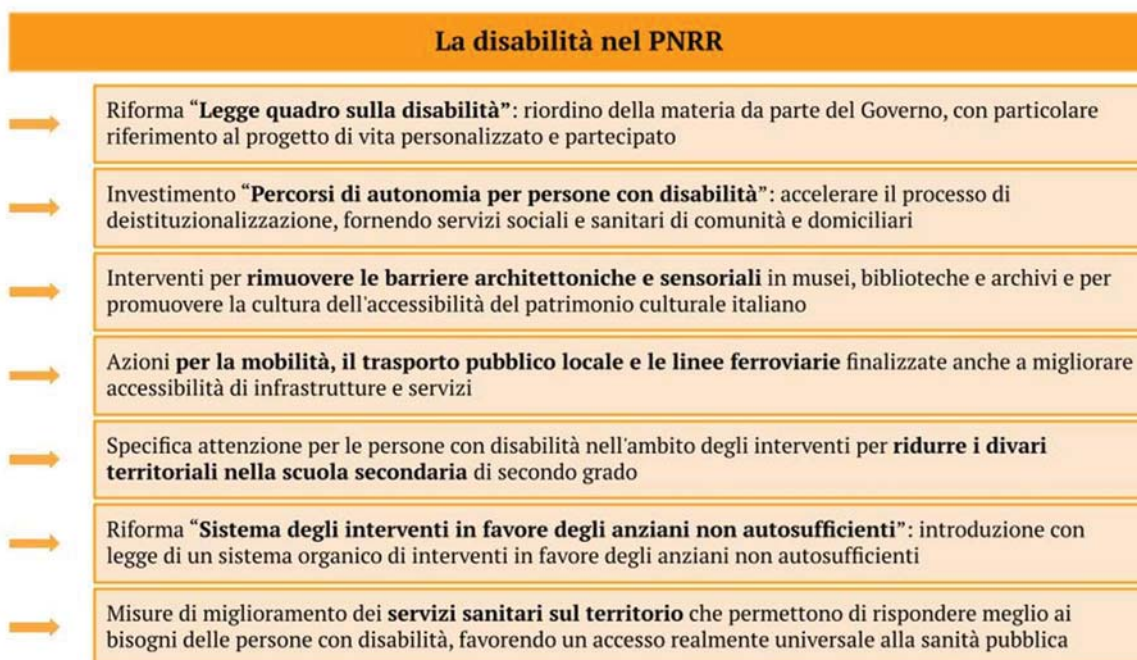 La disabilità nel PNRR
Riforma “Legge quadro sulla disabilità”: riordino della materia da parte del Governo, con particolare
riferimento al progetto di vita personalizzato e partecipato
Investimento “Percorsi di autonomia per persone con disabilità”: accelerare il processo di
deistituzionalizzazione, fornendo servizi sociali e sanitari di comunità e domiciliari
Interventi per rimuovere le barriere architettoniche e sensoriali in musei, biblioteche e archivi e per
promuovere la cultura dell'accessibilità del patrimonio culturale italiano
Azioni per la mobilità, il trasporto pubblico locale e le linee ferroviarie finalizzate anche a migliorare
accessibilità di infrastrutture e servizi
Specifica attenzione per le persone con disabilità nell'ambito degli interventi per ridurre i divari
territoriali nella scuola secondaria di secondo grado
Riforma “Sistema degli interventi in favore degli anziani non autosufficienti”: introduzione con
legge di un sistema organico di interventi in favore degli anziani non autosufficienti
Misure di miglioramento dei servizi sanitari sul territorio che permettono di rispondere meglio ai
bisogni delle persone con disabilità, favorendo un accesso realmente universale alla sanità pubblica